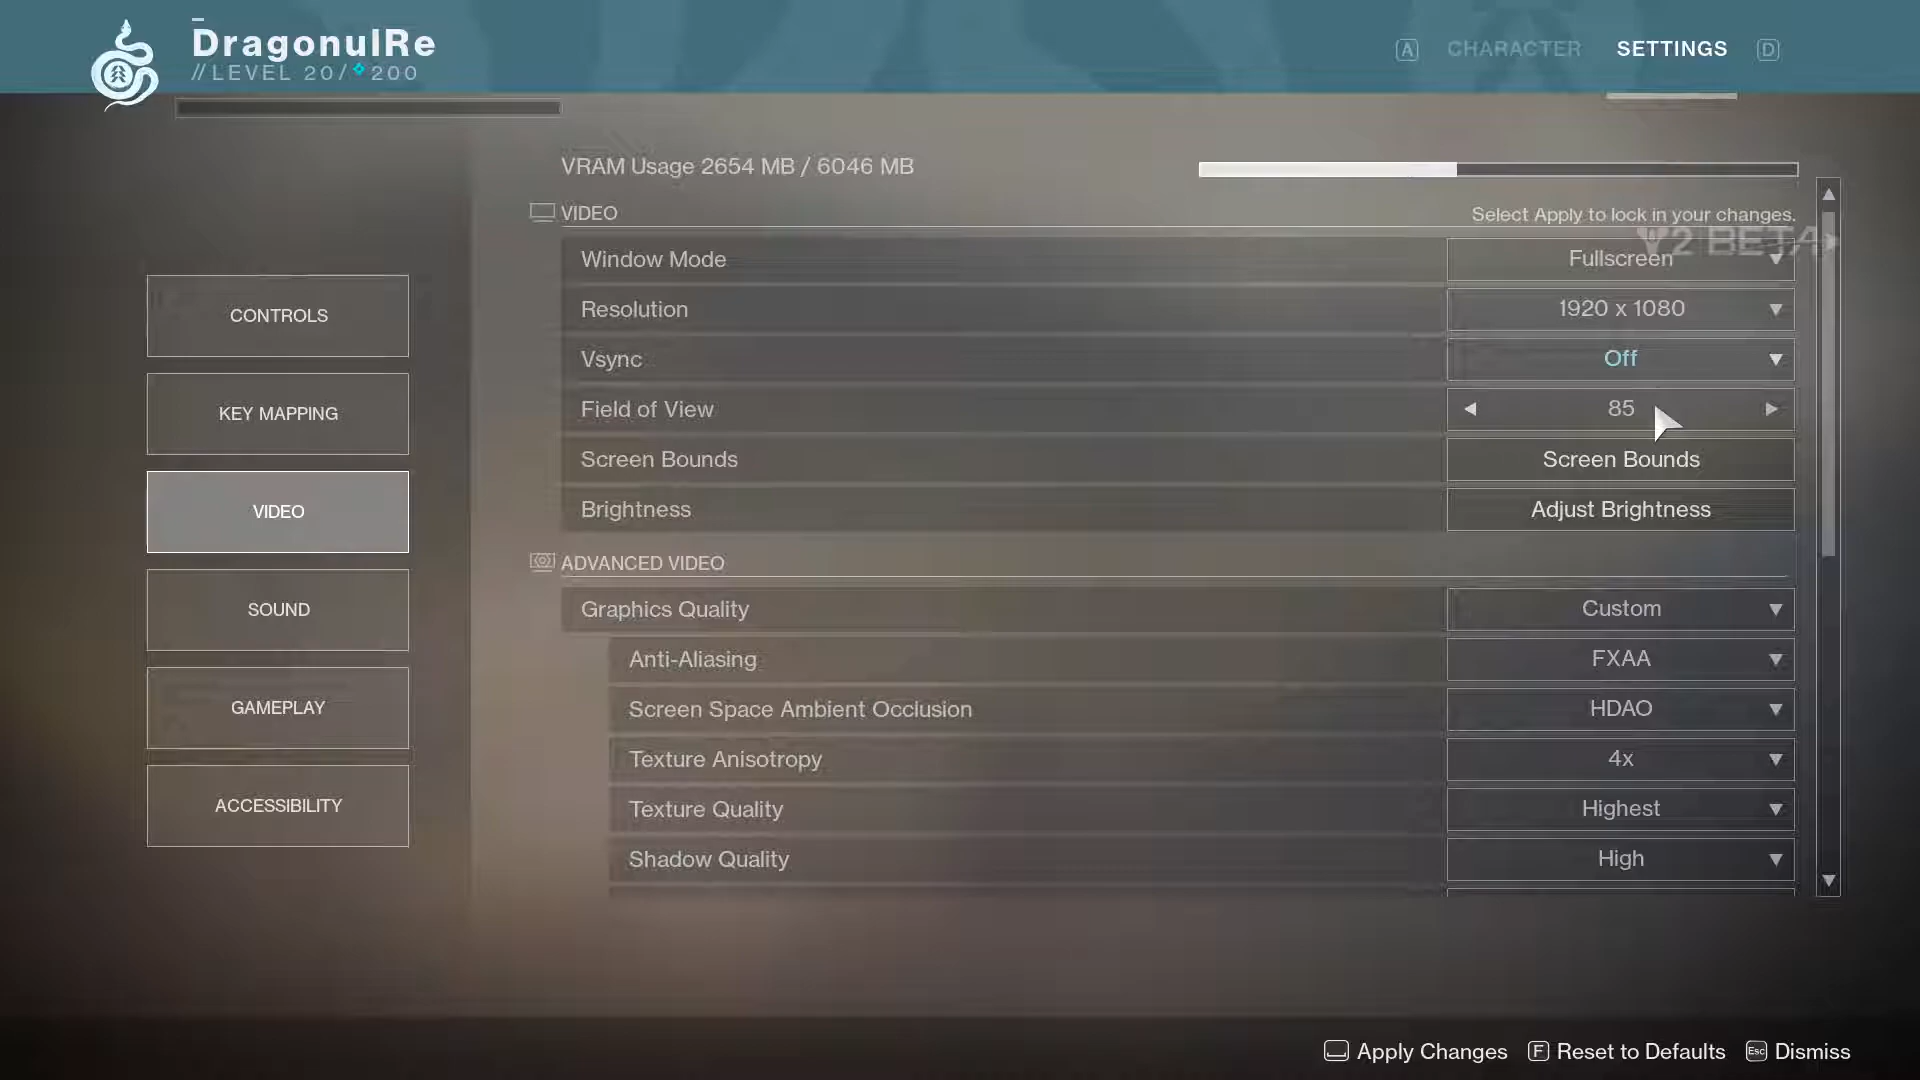 DragonulRe
//LEVEL 20/ 200
A CHARACTER SETTINGS D
VRAM Usage 2654 MB / 6046 MB
VIDEO
Select Apply to lock in your changes.
2 BETA
Window Mode Fullscreen
Resolution 1920 x 1080
Vsync Off
Field of View 85
Screen Bounds Screen Bounds
Brightness Adjust Brightness
ADVANCED VIDEO
Graphics Quality Custom
Anti-Aliasing FXAA
Screen Space Ambient Occlusion HDAO
Texture Anisotropy 4x
Texture Quality Highest
Shadow Quality High
CONTROLS
KEY MAPPING
VIDEO
SOUND
GAMEPLAY
ACCESSIBILITY
Apply Changes F Reset to Defaults Esc Dismiss